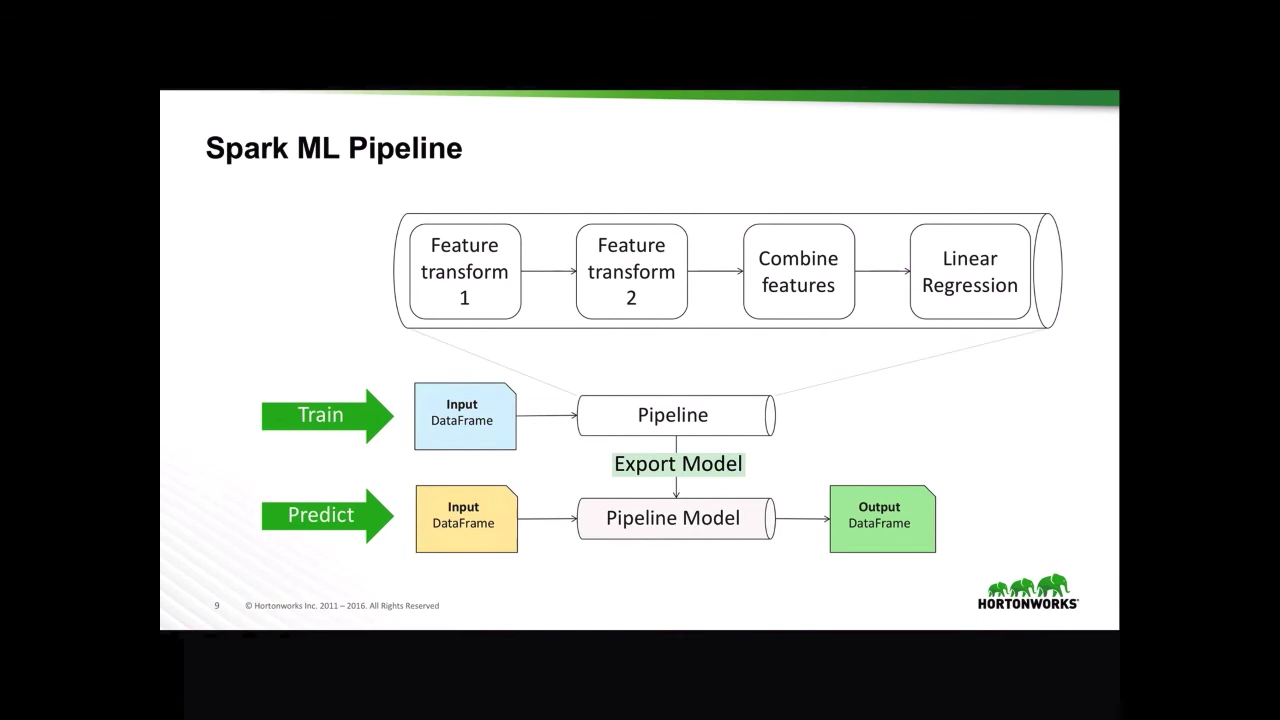 Spark ML Pipeline
Feature
transform
1
Feature
transform
2
Combine
features
Linear
Regression
Train
Input
DataFrame
Pipeline
Export Model
Predict
Input
DataFrame
Pipeline Model
Output
DataFrame
9
© Hortonworks Inc. 2011 – 2016. All Rights Reserved
HORTONWORKS